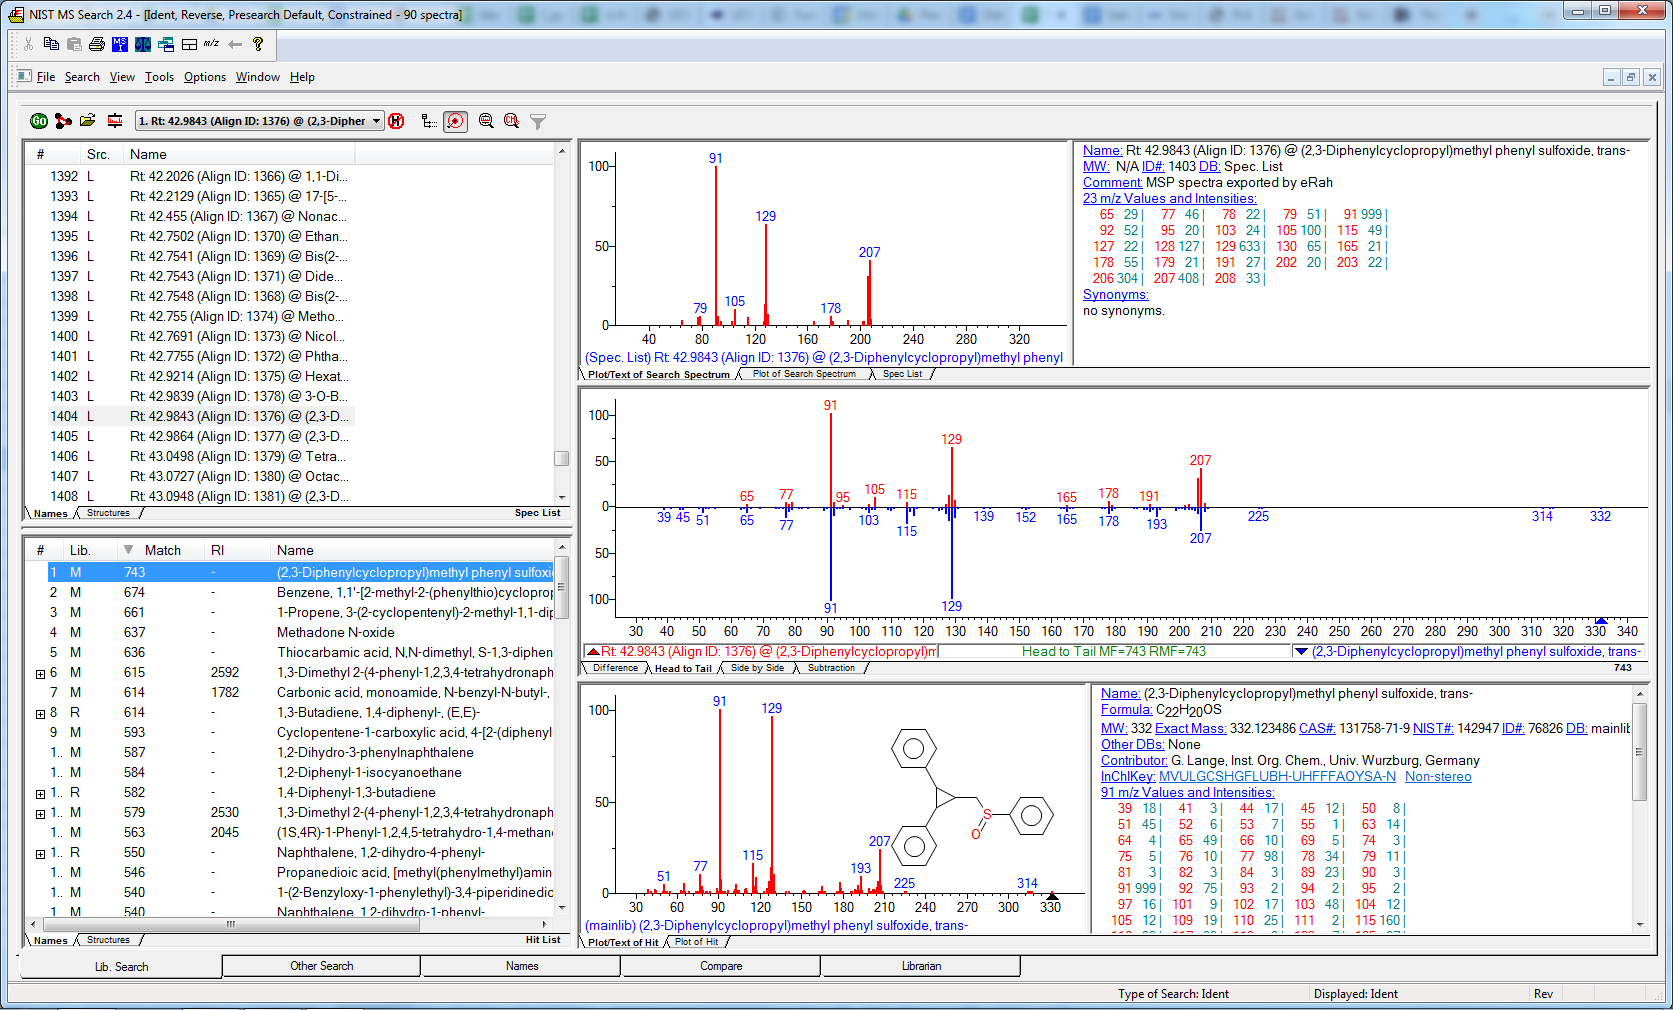 NIST MS Search 2.4 - [Ident, Reverse, Presearch Default, Constrained - 90 spectra]
File Search View Tools Options Window Help
1. Rt: 42.9843 (Align ID: 1376) @ (2,3-Dipher
# Src. Name
1392 L Rt: 42.2026 (Align ID: 1366) @ 1,1-Di...
1393 L Rt: 42.2129 (Align ID: 1365) @ 17-[5-...
1394 L Rt: 42.455 (Align ID: 1367) @ Nonac...
1395 L Rt: 42.7502 (Align ID: 1370) @ Ethan...
1396 L Rt: 42.7541 (Align ID: 1369) @ Bis(2-...
1397 L Rt: 42.7543 (Align ID: 1371) @ Dide...
1398 L Rt: 42.7548 (Align ID: 1368) @ Bis(2-...
1399 L Rt: 42.755 (Align ID: 1374) @ Metho...
1400 L Rt: 42.7691 (Align ID: 1373) @ Nicol...
1401 L Rt: 42.7755 (Align ID: 1372) @ Phtha...
1402 L Rt: 42.9214 (Align ID: 1375) @ Hexat...
1403 L Rt: 42.9839 (Align ID: 1378) @ 3-O-B...
1404 L Rt: 42.9843 (Align ID: 1376) @ (2,3-D...
1405 L Rt: 42.9864 (Align ID: 1377) @ (2,3-D...
1406 L Rt: 43.0498 (Align ID: 1379) @ Tetra...
1407 L Rt: 43.0727 (Align ID: 1380) @ Octac...
1408 L Rt: 43.0948 (Align ID: 1381) @ (2,3-D...
Names Structures Spec List
# Lib. Match RI Name
1 M 743 - (2,3-Diphenylcyclopropyl)methyl phenyl sulfoxi
2 M 674 - Benzene, 1,1'-[2-methyl-2-(phenylthio)cyclopro
3 M 661 - 1-Propene, 3-(2-cyclopentenyl)-2-methyl-1,1-dip
4 M 637 - Methadone N-oxide
5 M 636 - Thiocarbamic acid, N,N-dimethyl, S-1,3-diphen
6 M 615 2592 1,3-Dimethyl 2-(4-phenyl-1,2,3,4-tetrahydronaph
7 M 614 1782 Carbonic acid, monoamide, N-benzyl-N-butyl-,
8 R 614 - 1,3-Butadiene, 1,4-diphenyl-, (E,E)-
9 M 593 - Cyclopentene-1-carboxylic acid, 4-[2-(diphenyl
1.. M 587 - 1,2-Dihydro-3-phenylnaphthalene
1.. M 584 - 1,2-Diphenyl-1-isocyanoethane
1.. R 582 - 1,4-Diphenyl-1,3-butadiene
1.. M 579 2530 1,3-Dimethyl 2-(4-phenyl-1,2,3,4-tetrahydronaph
1.. M 563 2045 (1S,4R)-1-Phenyl-1,2,4,5-tetrahydro-1,4-methan
1.. R 550 - Naphthalene, 1,2-dihydro-4-phenyl-
1.. M 546 - Propanedioic acid, [methyl(phenylmethyl)amin
1.. M 540 - 1-(2-Benzyloxy-1-phenylethyl)-3,4-piperidinedic
1 M 540 - Naphthalene, 1,2-dihydro-1-phenyl-
Names Structures Hit List
100
50
0
91
129
207
79
105
178
40 80 120 160 200 240 280 320
(Spec. List) Rt: 42.9843 (Align ID: 1376) @ (2,3-Diphenylcyclopropyl)methyl phenyl
Plot/Text of Search Spectrum Plot of Search Spectrum Spec List
Name: Rt: 42.9843 (Align ID: 1376) @ (2,3-Diphenylcyclopropyl)methyl phenyl sulfoxide, trans-
MW: N/A ID#: 1403 DB: Spec. List
Comment: MSP spectra exported by eRah
23 m/z Values and Intensities:
65 29 | 77 46 | 78 22 | 79 51 | 91 999 |
92 52 | 95 20 | 103 24 | 105 100 | 115 49 |
127 22 | 128 127 | 129 633 | 130 65 | 165 21 |
178 55 | 179 21 | 191 27 | 202 20 | 203 22 |
206 304 | 207 408 | 208 33 |
Synonyms:
no synonyms.
100
50
0
50
100
91
129
207
65 77 95 105 115 165 178 191
39 45 51 65 77 103 115 139 152 165 178 193 207 225 314 332
91
129
30 40 50 60 70 80 90 100 110 120 130 140 150 160 170 180 190 200 210 220 230 240 250 260 270 280 290 300 310 320 330 340
Rt: 42.9843 (Align ID: 1376) @ (2,3-Diphenylcyclopropyl)m Head to Tail MF=743 RMF=743 (2,3-Diphenylcyclopropyl)methyl phenyl sulfoxide, trans-
Difference Head to Tail Side by Side Subtraction 743
100
50
0
91
129
207
51
77
115
193
225
314
S
O
30 60 90 120 150 180 210 240 270 300 330
(mainlib) (2,3-Diphenylcyclopropyl)methyl phenyl sulfoxide, trans-
Plot/Text of Hit Plot of Hit
Name: (2,3-Diphenylcyclopropyl)methyl phenyl sulfoxide, trans-
Formula: C22H20OS
MW: 332 Exact Mass: 332.123486 CAS#: 131758-71-9 NIST#: 142947 ID#: 76826 DB: mainlib
Other DBs: None
Contributor: G. Lange, Inst. Org. Chem., Univ. Wurzburg, Germany
InChIKey: MVULGCSHGFLUBH-UHFFFAOYSA-N Non-stereo
91 m/z Values and Intensities:
39 18 | 41 3 | 44 17 | 45 12 | 50 8 |
51 45 | 52 6 | 53 7 | 55 1 | 63 14 |
64 4 | 65 49 | 66 10 | 69 5 | 74 3 |
75 5 | 76 10 | 77 98 | 78 34 | 79 11 |
81 3 | 82 3 | 84 3 | 89 23 | 90 3 |
91 999 | 92 75 | 93 2 | 94 2 | 95 2 |
97 16 | 101 9 | 102 17 | 103 48 | 104 12 |
105 12 | 109 19 | 110 25 | 111 2 | 115 160 |
Lib. Search Other Search Names Compare Librarian
Type of Search: Ident Displayed: Ident Rev